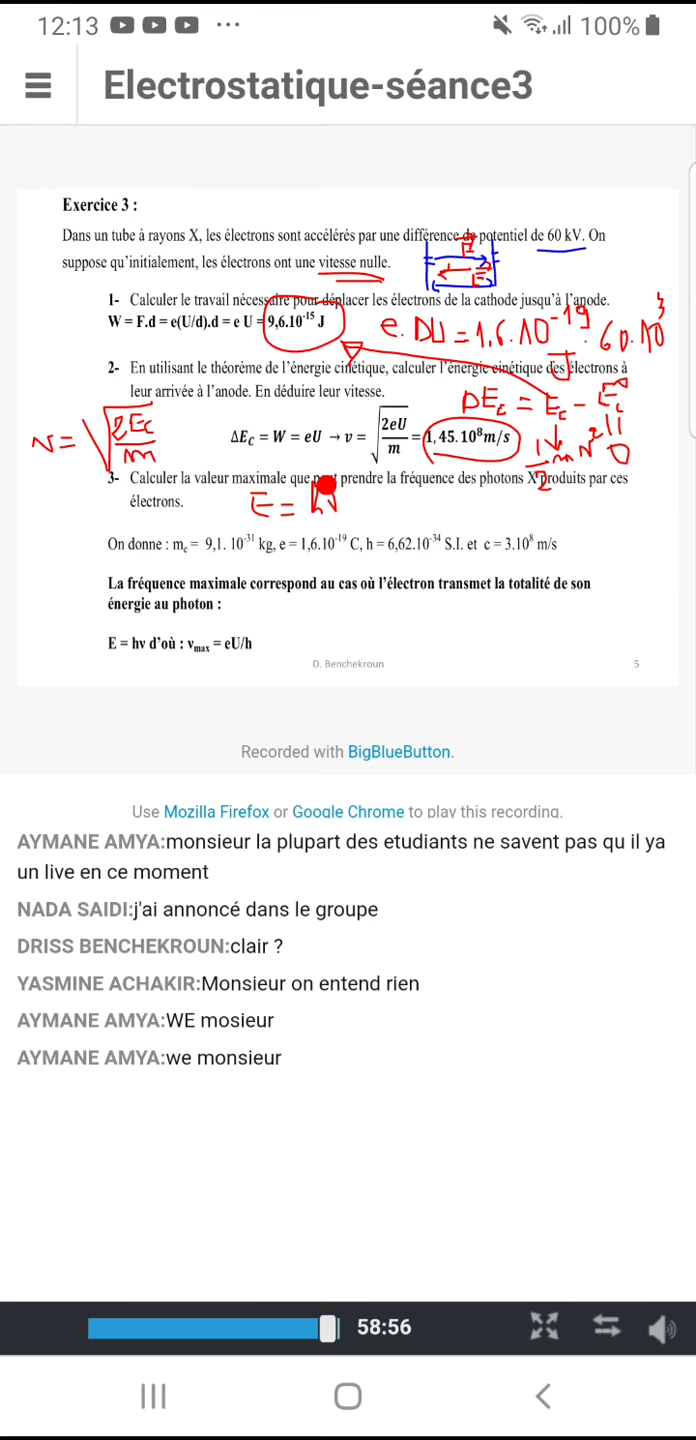 12:13 ... 100%
Electrostatique-séance3
Exercice 3 :
Dans un tube à rayons X, les électrons sont accélérés par une différence de potentiel de 60 kV. On
suppose qu'initialement, les électrons ont une vitesse nulle.
1- Calculer le travail nécessaire pour déplacer les électrons de la cathode jusqu'à l'anode.
W = F.d = e(U/d).d = e U = 9,6.10⁻¹⁵ J
e. DU = 1,6.10⁻¹⁹. 60.10³
J
2- En utilisant le théorème de l'énergie cinétique, calculer l'énergie cinétique des électrons à
leur arrivée à l'anode. En déduire leur vitesse.
DEc = Ec - Ec°
v = √(2Ec/m)
ΔE_C = W = eU → v = √(2eU/m) = 1,45.10⁸m/s
1/2 mv²
0
3- Calculer la valeur maximale que peut prendre la fréquence des photons X produits par ces
électrons.
E = h
On donne : mₑ = 9,1. 10⁻³¹ kg, e = 1,6.10⁻¹⁹ C, h = 6,62.10⁻³⁴ S.I. et c = 3.10⁸ m/s
La fréquence maximale correspond au cas où l'électron transmet la totalité de son
énergie au photon :
E = hν d'où : νmax = eU/h
D. Benchekroun 5
Recorded with BigBlueButton.
Use Mozilla Firefox or Google Chrome to play this recording.
AYMANE AMYA:monsieur la plupart des etudiants ne savent pas qu il ya
un live en ce moment
NADA SAIDI:j'ai annoncé dans le groupe
DRISS BENCHEKROUN:clair ?
YASMINE ACHAKIR:Monsieur on entend rien
AYMANE AMYA:WE mosieur
AYMANE AMYA:we monsieur
58:56